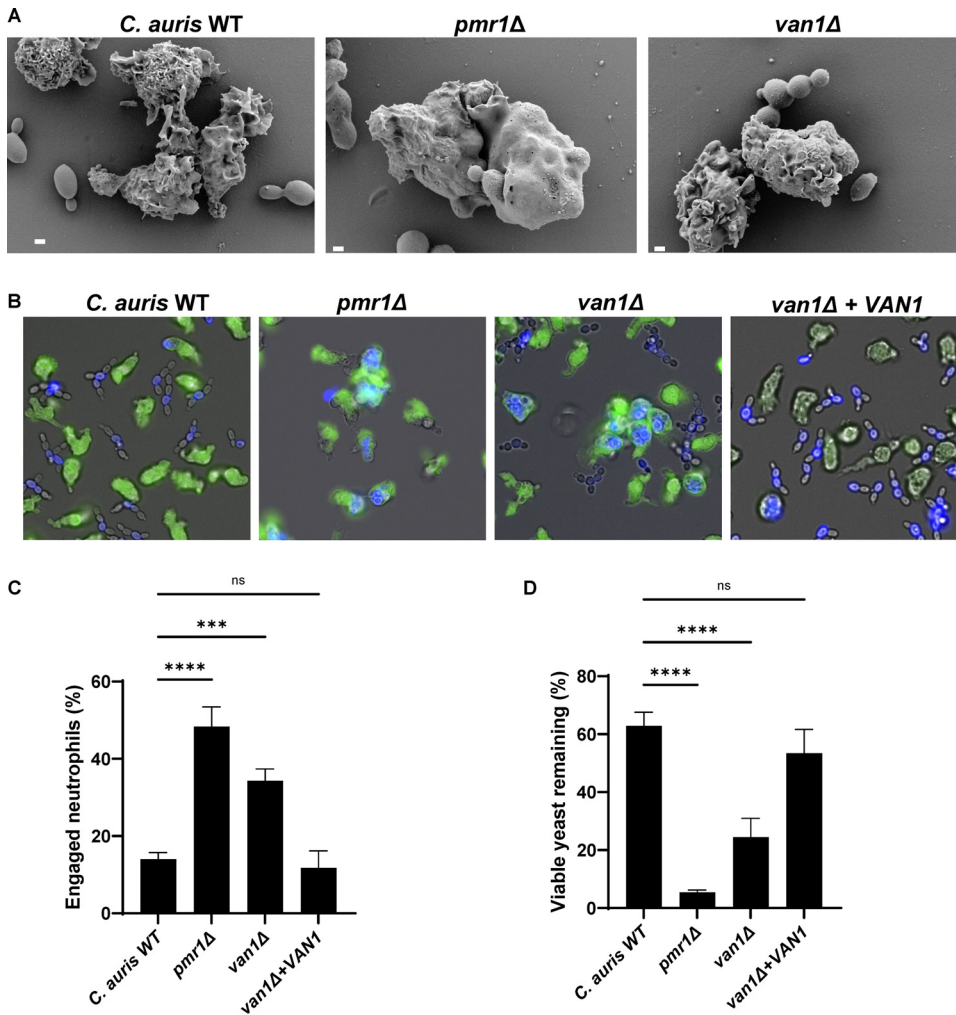 A
C. auris WT
pmr1Δ
van1Δ
B
C. auris WT
pmr1Δ
van1Δ
van1Δ + VAN1
C
ns
***
****
Engaged neutrophils (%)
60
40
20
0
C. auris WT
pmr1Δ
van1Δ
van1Δ+VAN1
D
ns
****
****
Viable yeast remaining (%)
80
60
40
20
0
C. auris WT
pmr1Δ
van1Δ
van1Δ+VAN1